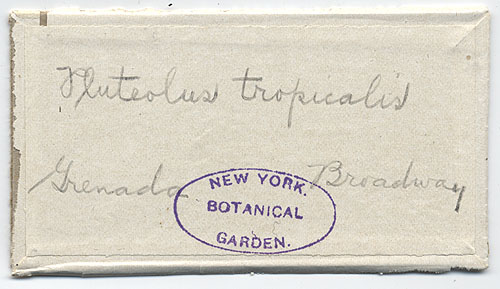 Pluteolus tropicalis
Grenada Broadway
NEW YORK.
BOTANICAL
GARDEN.